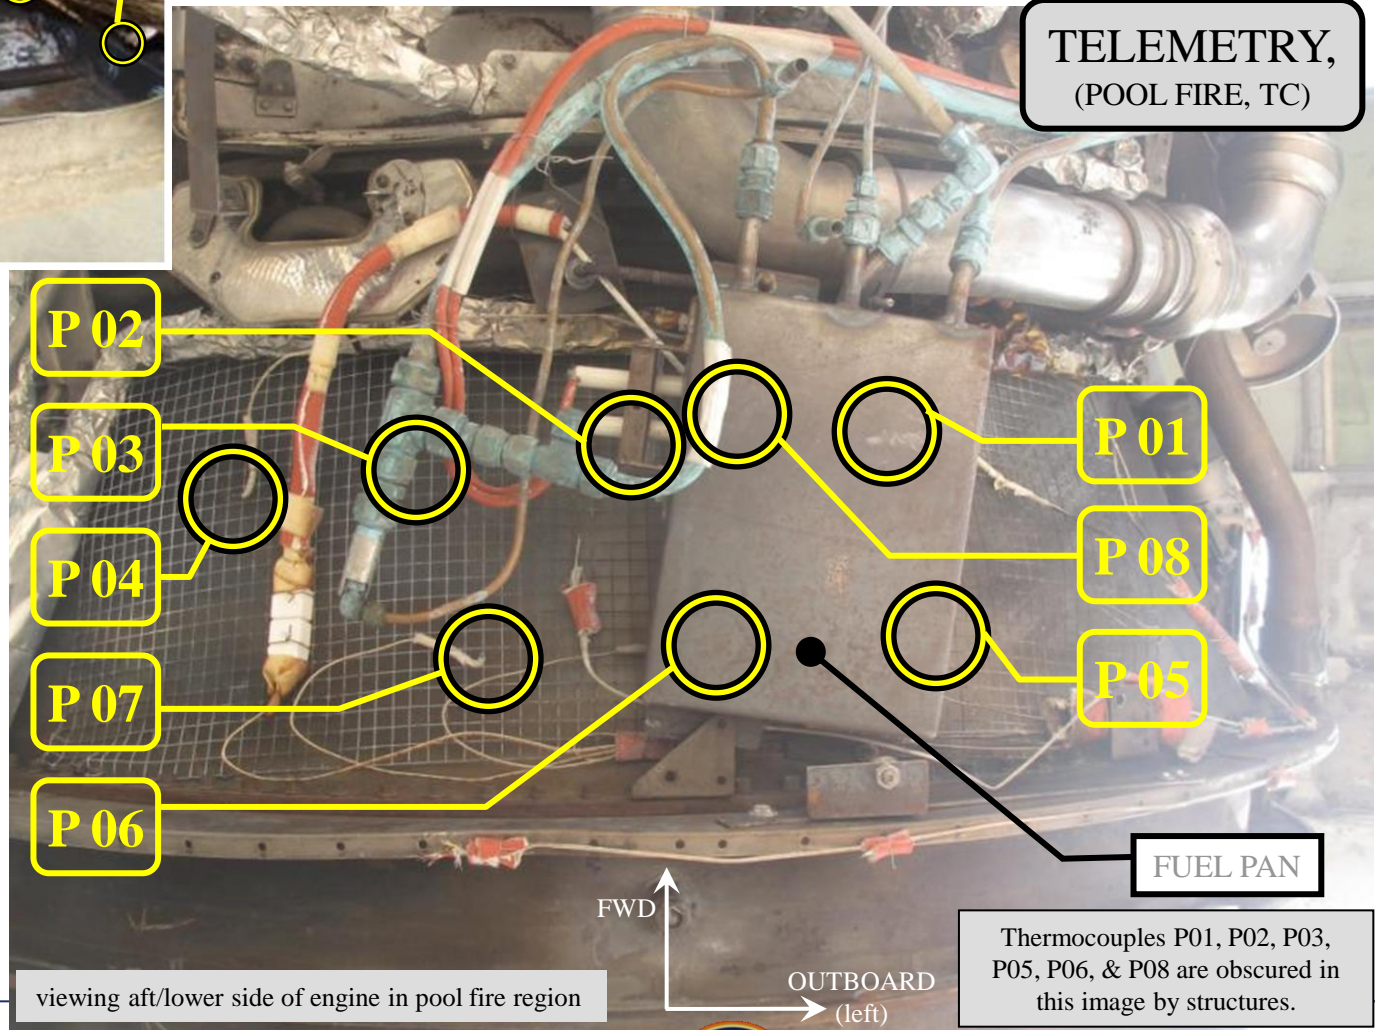 TELEMETRY,
(POOL FIRE, TC)
P 02
P 03
P 04
P 07
P 06
P 01
P 08
P 05
FUEL PAN
FWD
OUTBOARD
(left)
viewing aft/lower side of engine in pool fire region
Thermocouples P01, P02, P03,
P05, P06, & P08 are obscured in
this image by structures.